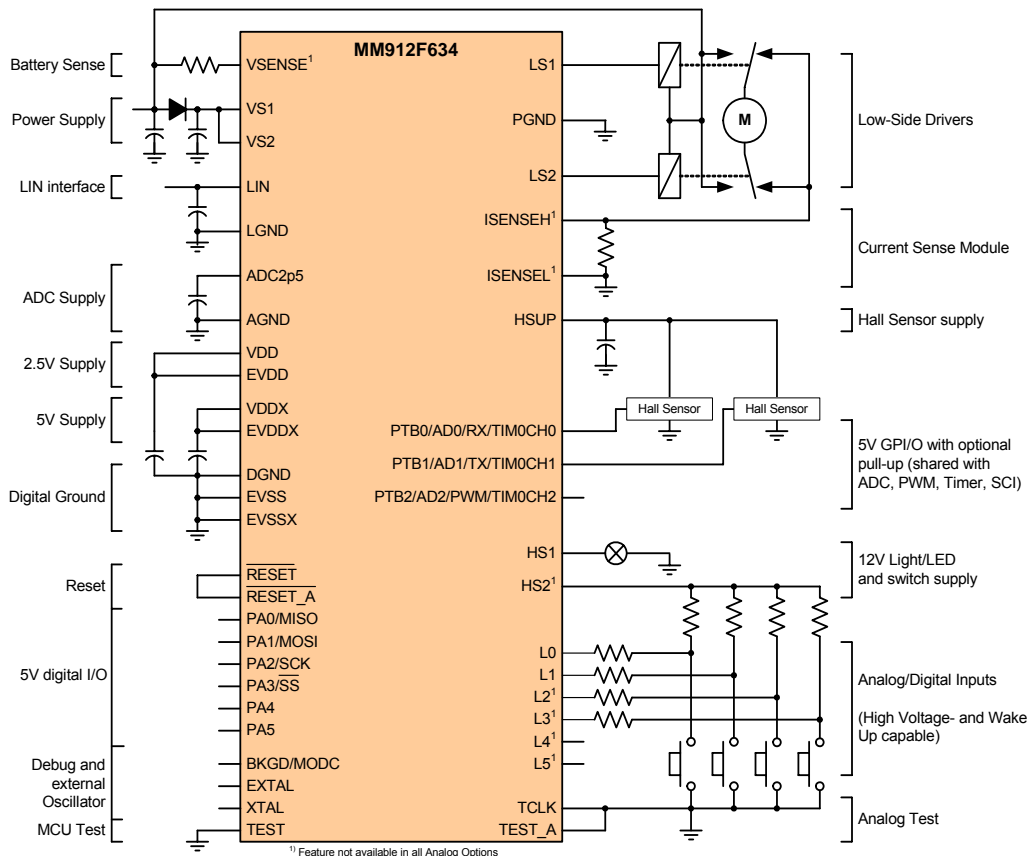 MM912F634
Battery Sense
Power Supply
LIN interface
ADC Supply
2.5V Supply
5V Supply
Digital Ground
Reset
5V digital I/O
Debug and
external
Oscillator
MCU Test
VSENSE¹
VS1
VS2
LIN
LGND
ADC2p5
AGND
VDD
EVDD
VDDX
EVDDX
DGND
EVSS
EVSSX
RESET
RESET_A
PA0/MISO
PA1/MOSI
PA2/SCK
PA3/SS
PA4
PA5
BKGD/MODC
EXTAL
XTAL
TEST
LS1
PGND
LS2
ISENSEH¹
ISENSEL¹
HSUP
PTB0/AD0/RX/TIM0CH0
PTB1/AD1/TX/TIM0CH1
PTB2/AD2/PWM/TIM0CH2
HS1
HS2¹
L0
L1
L2¹
L3¹
L4¹
L5¹
TCLK
TEST_A
M
Hall Sensor
Hall Sensor
Low-Side Drivers
Current Sense Module
Hall Sensor supply
5V GPI/O with optional
pull-up (shared with
ADC, PWM, Timer, SCI)
12V Light/LED
and switch supply
Analog/Digital Inputs
(High Voltage- and Wake
Up capable)
Analog Test
¹⁾ Feature not available in all Analog Options